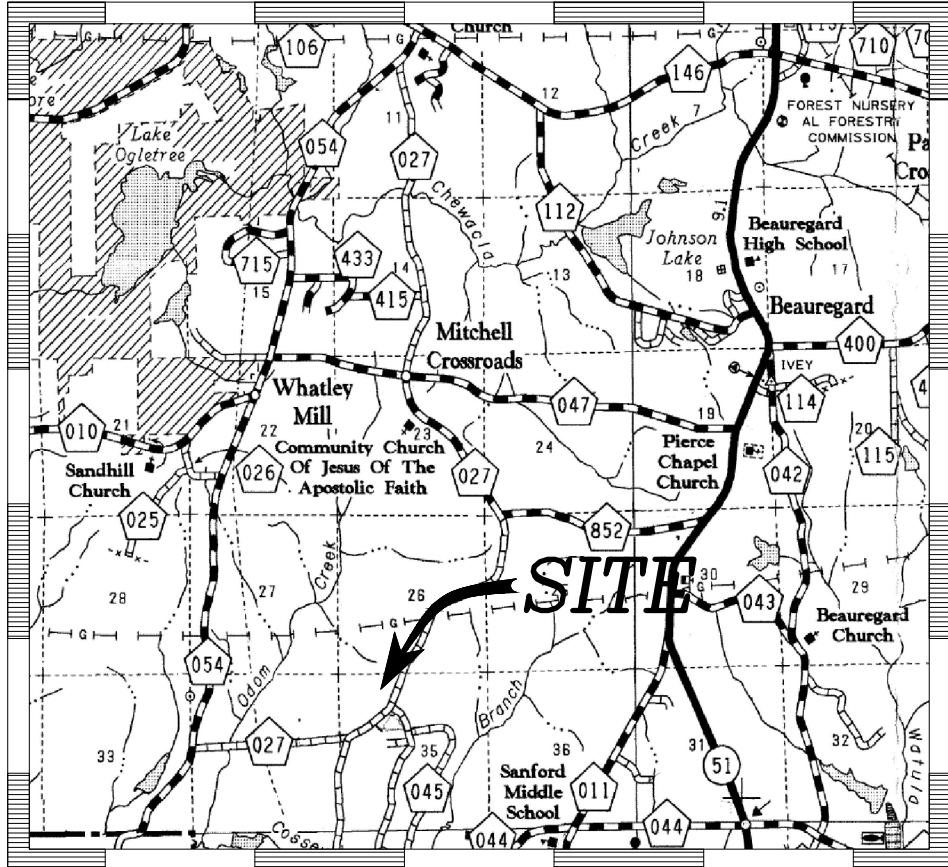 Church
106
146
710
12
7
11
FOREST NURSERY
AL FORESTRY
COMMISSION
G
054
027
Creek
Lake
Ogletree
Chewacla
112
9.1
Beauregard
High School
Johnson
Lake
18
17
715
433
14
13
15
415
Beauregard
Mitchell
Crossroads
400
IVEY
Whatley
Mill
047
114
19
010
21
22
23
24
20
Community Church
Of Jesus Of The
Apostolic Faith
Pierce
Chapel
Church
115
Sandhill
Church
026
027
042
025
852
Creek
SITE
30
G
29
28
27
26
25
043
G
G
Beauregard
Church
054
Odom
Branch
027
33
35
36
31
32
Watula
Sanford
Middle
School
045
011
51
044
044